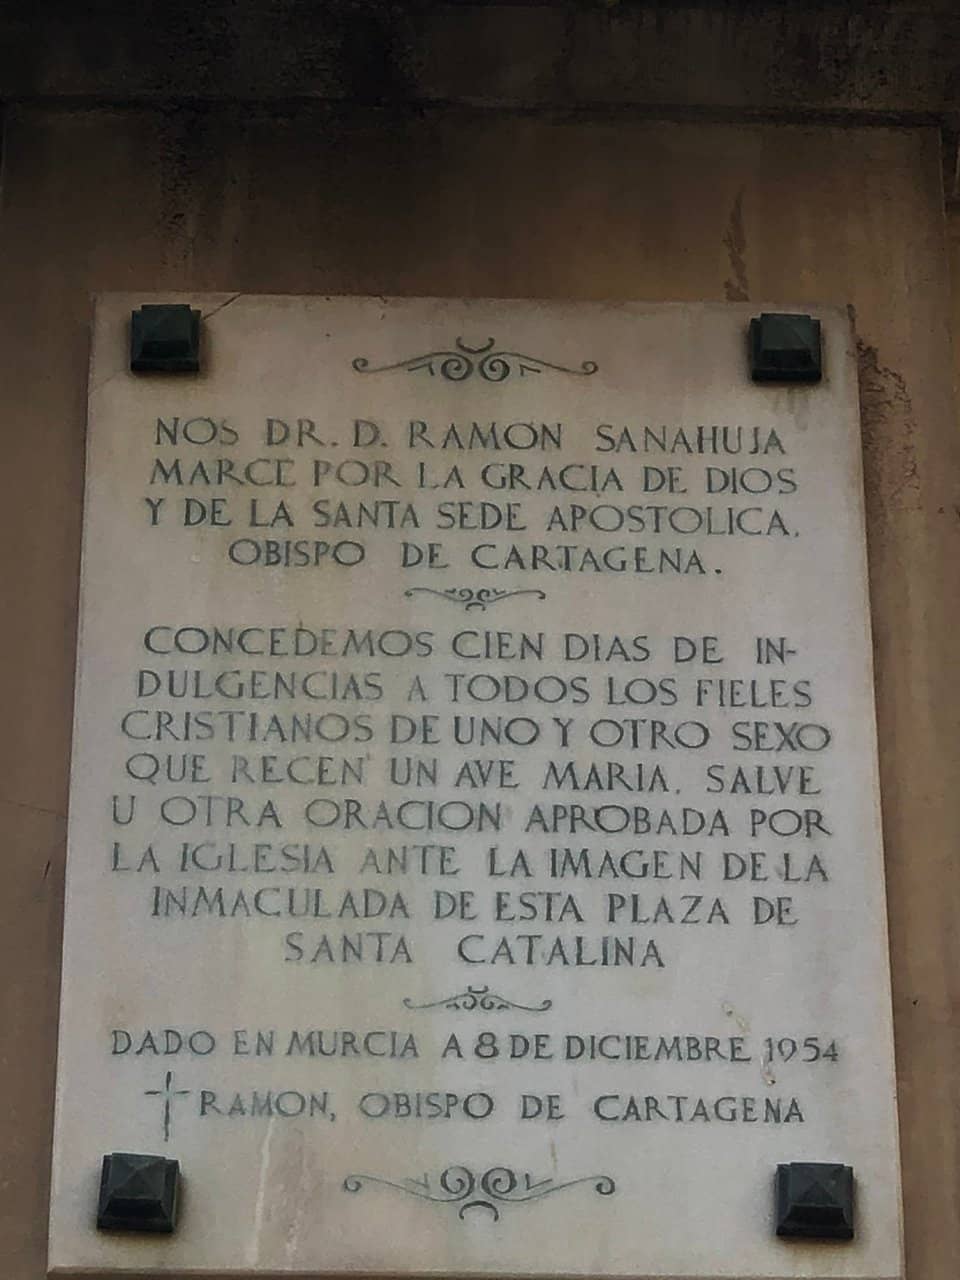 NOS DR. D. RAMON SANAHUJA
MARCE POR LA GRACIA DE DIOS
Y DE LA SANTA SEDE APOSTOLICA.
OBISPO DE CARTAGENA.
CONCEDEMOS CIEN DIAS DE IN-
DULGENCIAS A TODOS LOS FIELES
CRISTIANOS DE UNO Y OTRO SEXO
QUE RECEN UN AVE MARIA. SALVE
U OTRA ORACION APROBADA POR
LA IGLESIA ANTE LA IMAGEN DE LA
INMACULADA DE ESTA PLAZA DE
SANTA CATALINA
DADO EN MURCIA A 8 DE DICIEMBRE 1954
† RAMON, OBISPO DE CARTAGENA